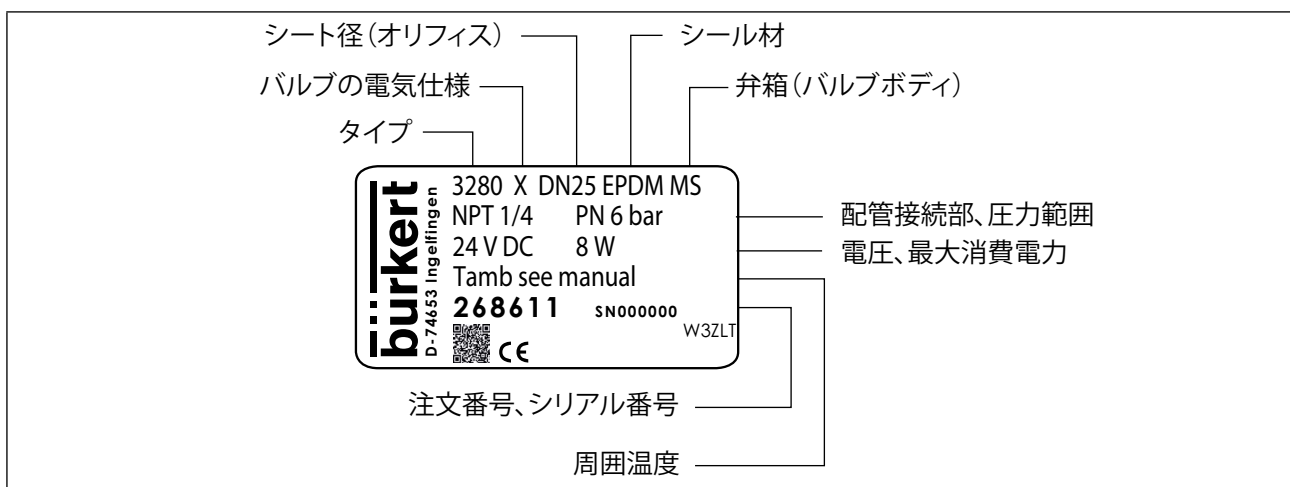 シート径（オリフィス）
シール材
バルブの電気仕様
弁箱（バルブボディ）
タイプ
bürkert
D-74653 Ingelfingen
3280 X DN25 EPDM MS
NPT 1/4 PN 6 bar
24 V DC 8 W
Tamb see manual
268611 SN000000
W3ZLT
CE
配管接続部、圧力範囲
電圧、最大消費電力
注文番号、シリアル番号
周囲温度